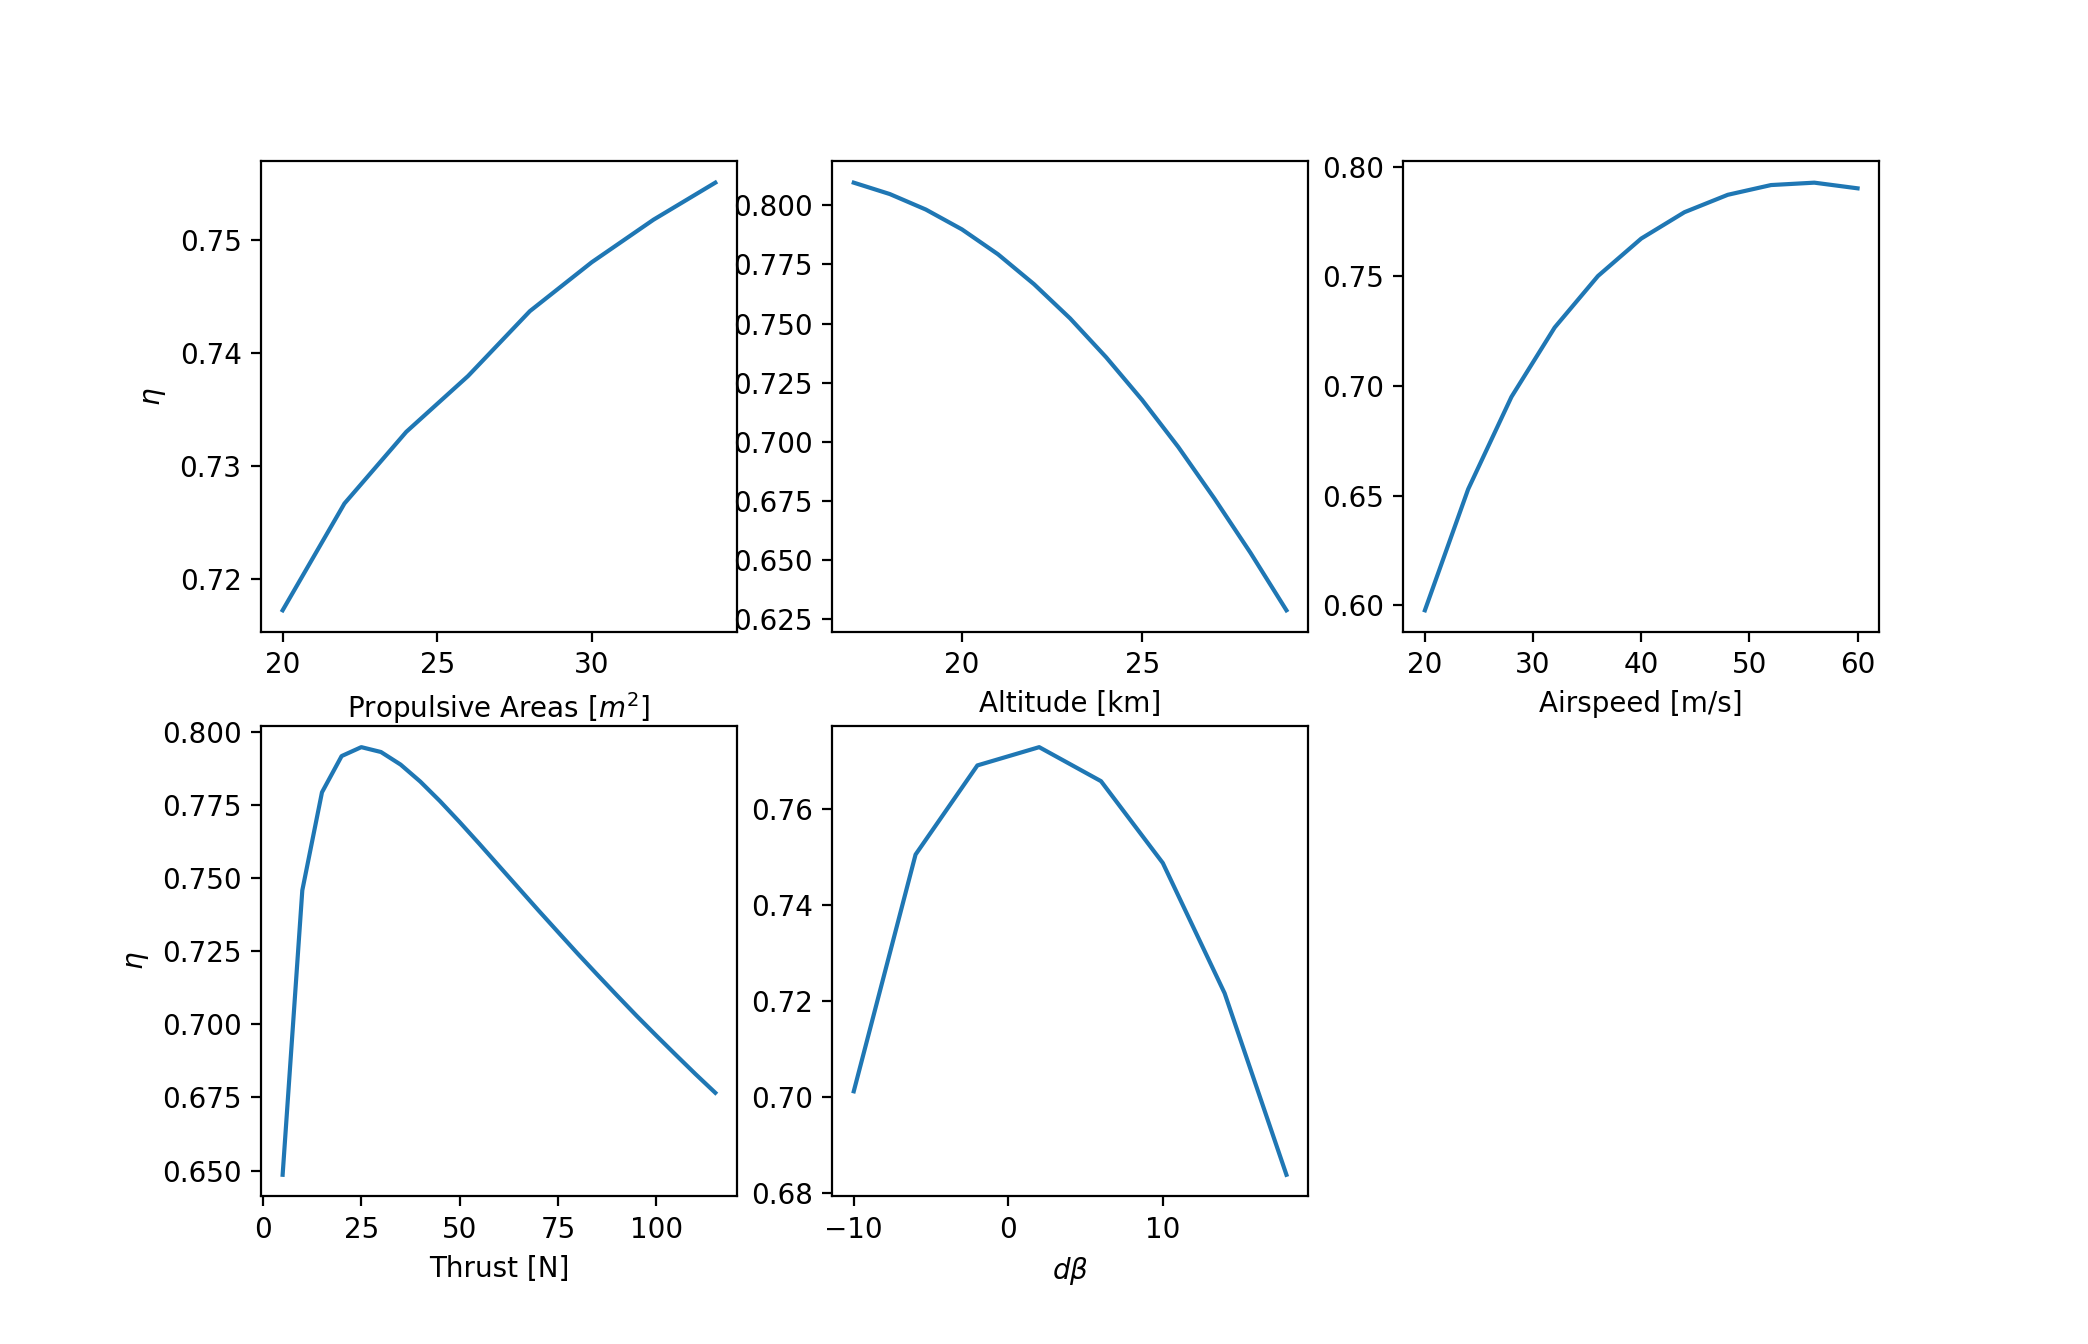 η
0.75
0.74
0.73
0.72
20 25 30
Propulsive Areas [m²]
0.800
0.775
0.750
0.725
0.700
0.675
0.650
0.625
20 25
Altitude [km]
0.80
0.75
0.70
0.65
0.60
20 30 40 50 60
Airspeed [m/s]
η
0.800
0.775
0.750
0.725
0.700
0.675
0.650
0 25 50 75 100
Thrust [N]
0.76
0.74
0.72
0.70
0.68
−10 0 10
dβ